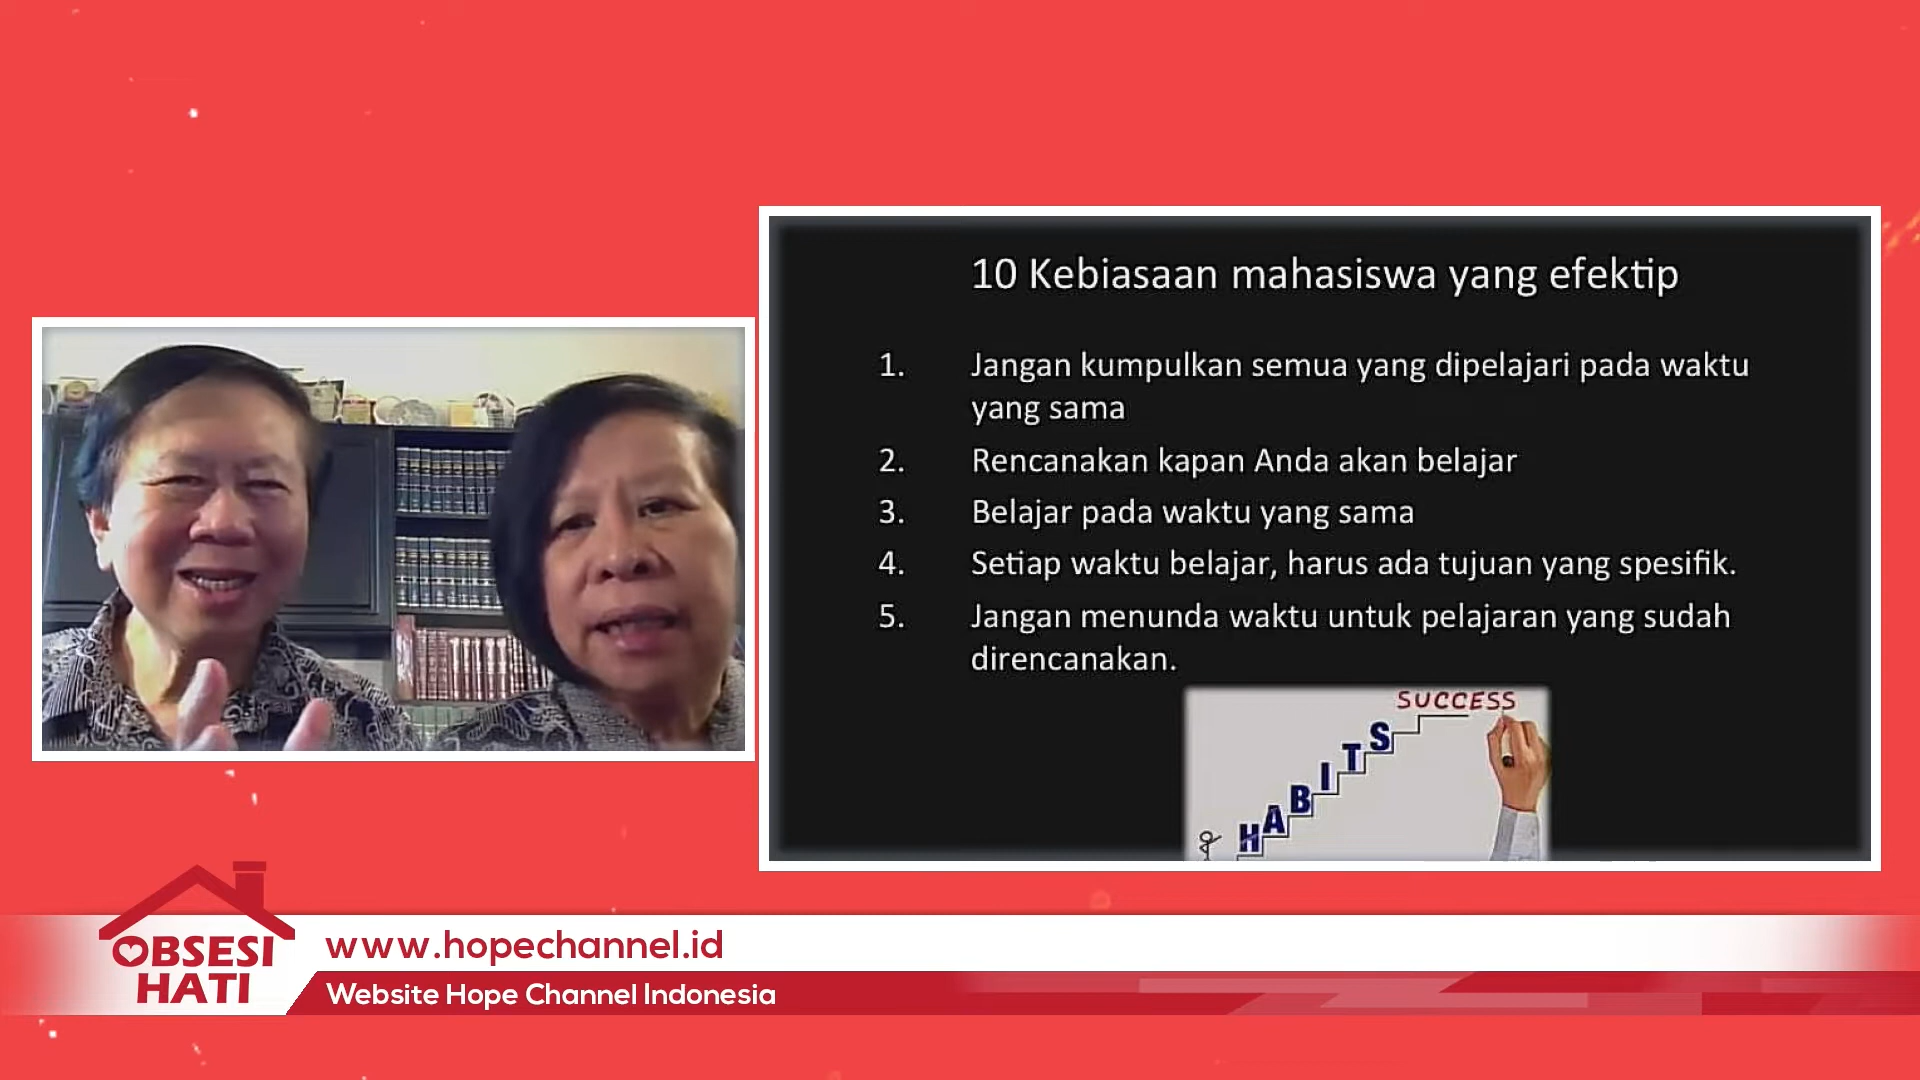 10 Kebiasaan mahasiswa yang efektip
1. Jangan kumpulkan semua yang dipelajari pada waktu
yang sama
2. Rencanakan kapan Anda akan belajar
3. Belajar pada waktu yang sama
4. Setiap waktu belajar, harus ada tujuan yang spesifik.
5. Jangan menunda waktu untuk pelajaran yang sudah
direncanakan.
SUCCESS
HABITS
OBSESI
HATI
www.hopechannel.id
Website Hope Channel Indonesia